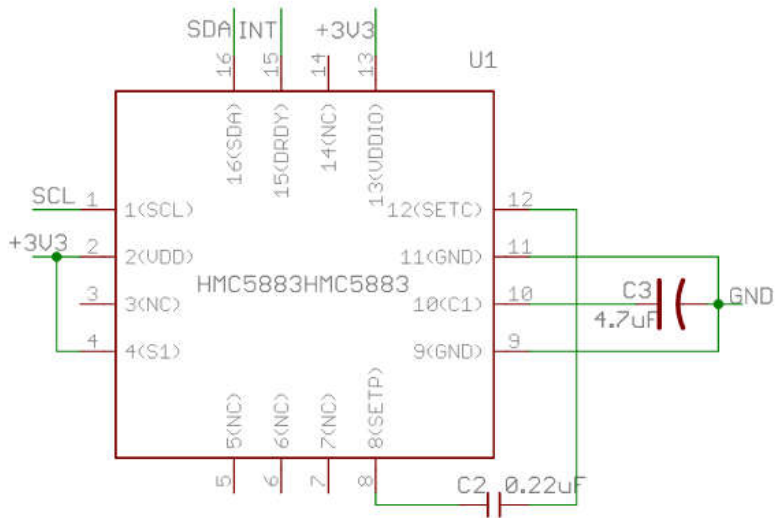 SDA INT +3V3
16 15 14 13
U1
16(SDA) 15(DRDY) 14(NC) 13(VDDIO)
SCL 1 1(SCL) 12(SETC) 12
+3V3 2 2(VDD) 11(GND) 11
HMC5883HMC5883
3 3(NC) 10(C1) 10 C3 GND
4.7uF
4 4(S1) 9(GND) 9
5(NC) 6(NC) 7(NC) 8(SETP)
5 6 7 8
C2 0.22uF